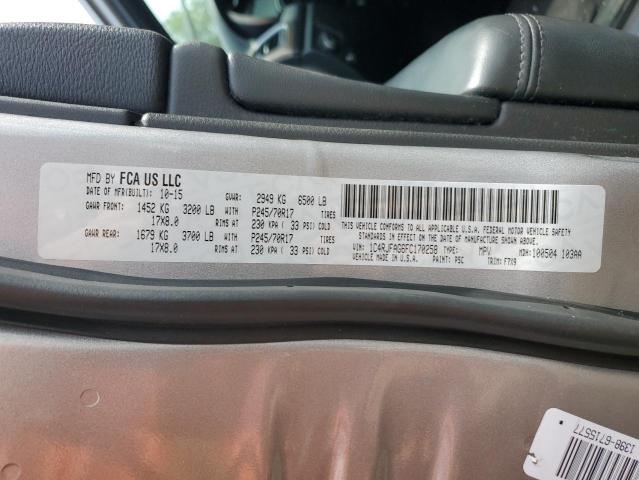 MFD BY FCA US LLC
DATE OF MFR(BUILT): 10-15 GVWR: 2949 KG 6500 LB
GAWR FRONT: 1452 KG 3200 LB WITH P245/70R17 TIRES
17X8.0 RIMS AT 230 KPA ( 33 PSI) COLD
GAWR REAR: 1679 KG 3700 LB WITH P245/70R17 TIRES
17X8.0 RIMS AT 230 KPA ( 33 PSI) COLD
THIS VEHICLE CONFORMS TO ALL APPLICABLE U.S.A. FEDERAL MOTOR VEHICLE SAFETY
STANDARDS IN EFFECT ON THE DATE OF MANUFACTURE SHOWN ABOVE.
VIN: 1C4RJFAG6FC170258 TYPE: MPV MDH: 100504 103AA
VEHICLE MADE IN U.S.A. PAINT: PSC TRIM: F7X9
1398-6715577